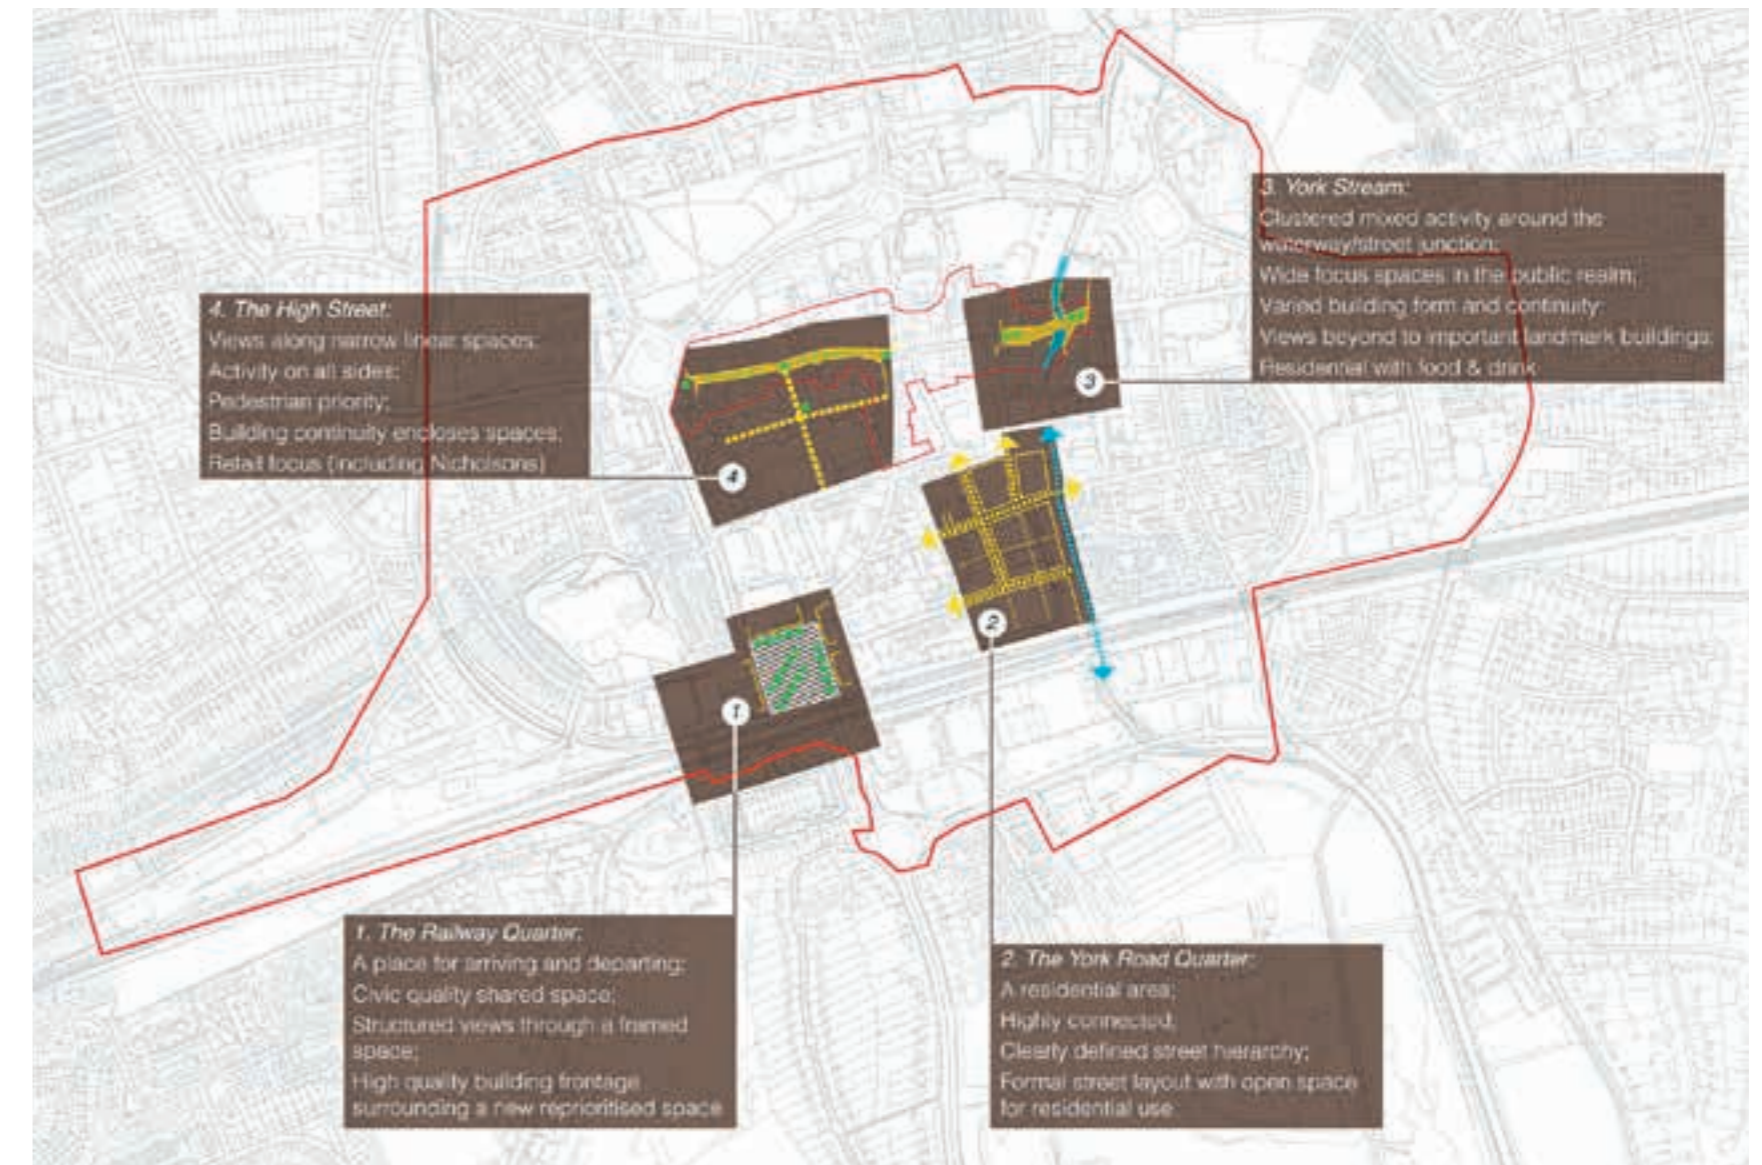 3. York Stream:
Clustered mixed activity around the
waterway/street junction;
Wide focus spaces in the public realm;
Varied building form and continuity;
Views beyond to important landmark buildings;
Residential with food & drink
4. The High Street:
Views along narrow linear spaces;
Activity on all sides;
Pedestrian priority;
Building continuity encloses spaces;
Retail focus (including Nicholsons)
3
4
2
1
1. The Railway Quarter:
A place for arriving and departing;
Civic quality shared space;
Structured views through a framed
space;
High quality building frontage
surrounding a new reprioritised space
2. The York Road Quarter:
A residential area;
Highly connected;
Clearly defined street hierarchy;
Formal street layout with open space
for residential use